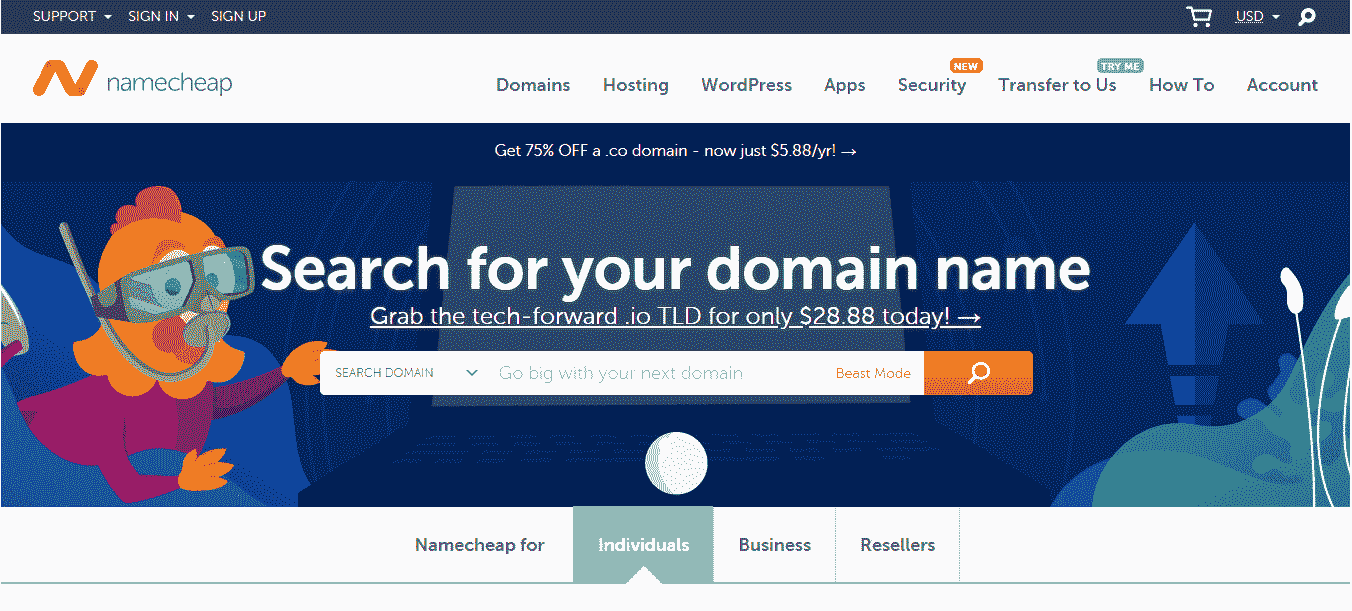 SUPPORT SIGN IN SIGN UP USD
NEW TRY ME
namecheap Domains Hosting WordPress Apps Security Transfer to Us How To Account
Get 75% OFF a .co domain - now just $5.88/yr! →
Search for your domain name
Grab the tech-forward .io TLD for only $28.88 today! →
SEARCH DOMAIN Go big with your next domain Beast Mode
Namecheap for Individuals Business Resellers